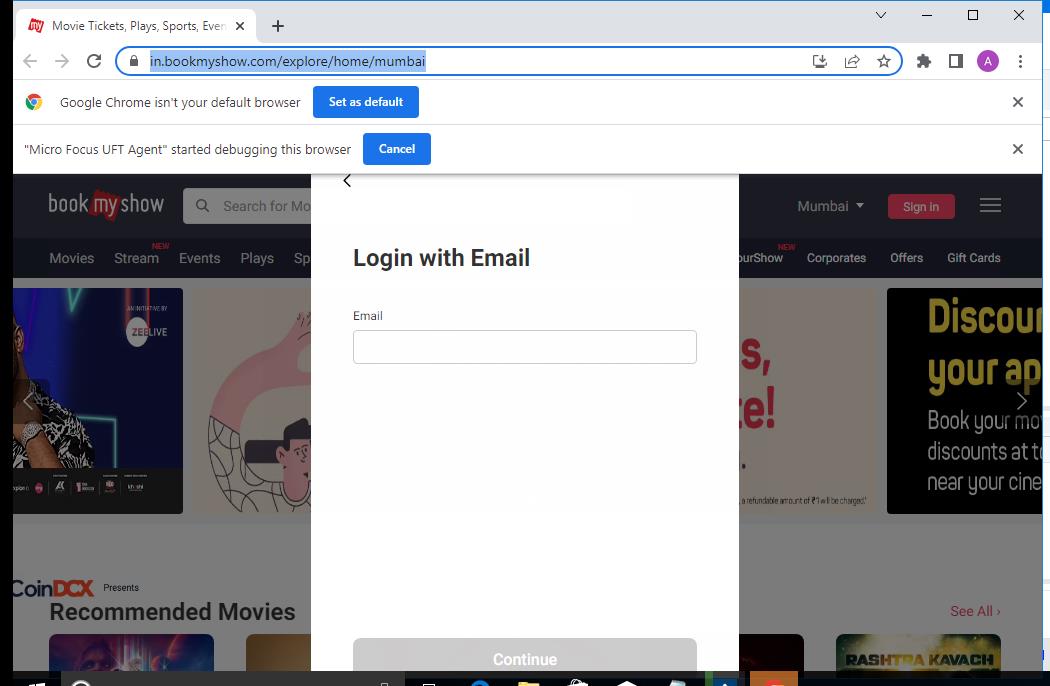 my Movie Tickets, Plays, Sports, Even
in.bookmyshow.com/explore/home/mumbai
A
Google Chrome isn't your default browser Set as default
"Micro Focus UFT Agent" started debugging this browser Cancel
book my show Search for Mo Mumbai Sign in
Movies Stream NEW Events Plays Sp ourShow NEW Corporates Offers Gift Cards
Login with Email
Email
Continue
AN INITIATIVE BY
ZEE LIVE
s,
te!
a refundable amount of ₹1 will be charged.*
Discour
your ap
Book your mo
discounts at to
near your cine
CoinDCX Presents
Recommended Movies See All ›
RASHTRA KAVACH